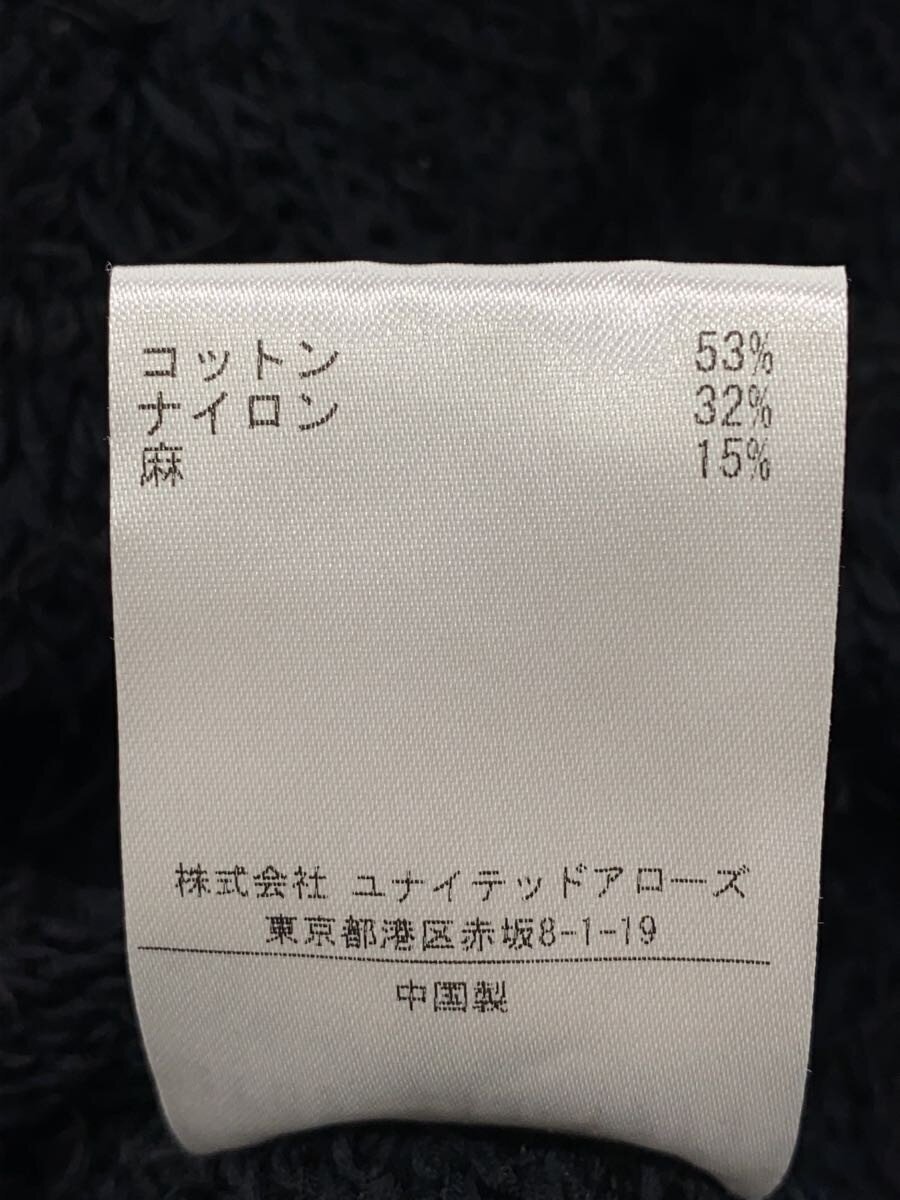 コットン 53%
ナイロン 32%
麻 15%
株式会社 ユナイテッドアローズ
東京都港区赤坂8-1-19
中国製